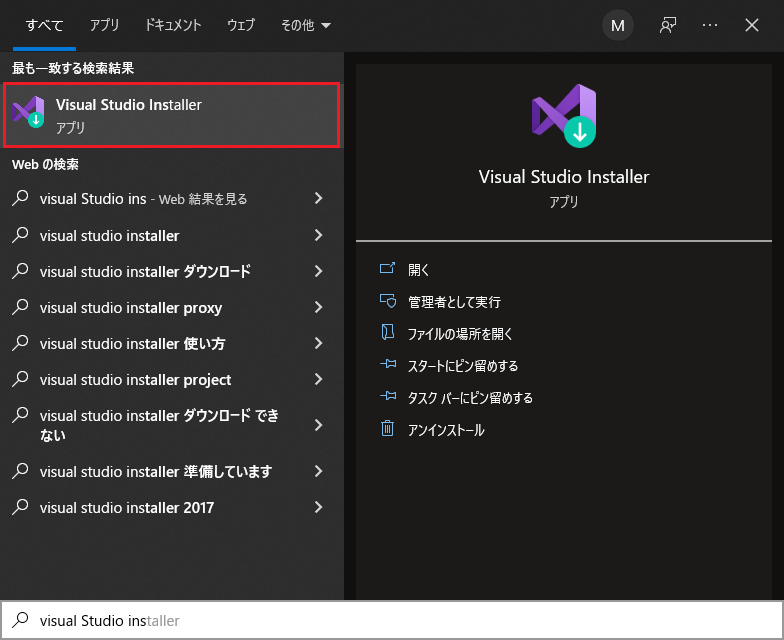 すべて アプリ ドキュメント ウェブ その他 M
最も一致する検索結果
Visual Studio Installer
アプリ
Web の検索
visual Studio ins - Web 結果を見る
visual studio installer
visual studio installer ダウンロード
visual studio installer proxy
visual studio installer 使い方
visual studio installer project
visual studio installer ダウンロード でき
ない
visual studio installer 準備しています
visual studio installer 2017
Visual Studio Installer
アプリ
開く
管理者として実行
ファイルの場所を開く
スタートにピン留めする
タスク バーにピン留めする
アンインストール
visual Studio installer